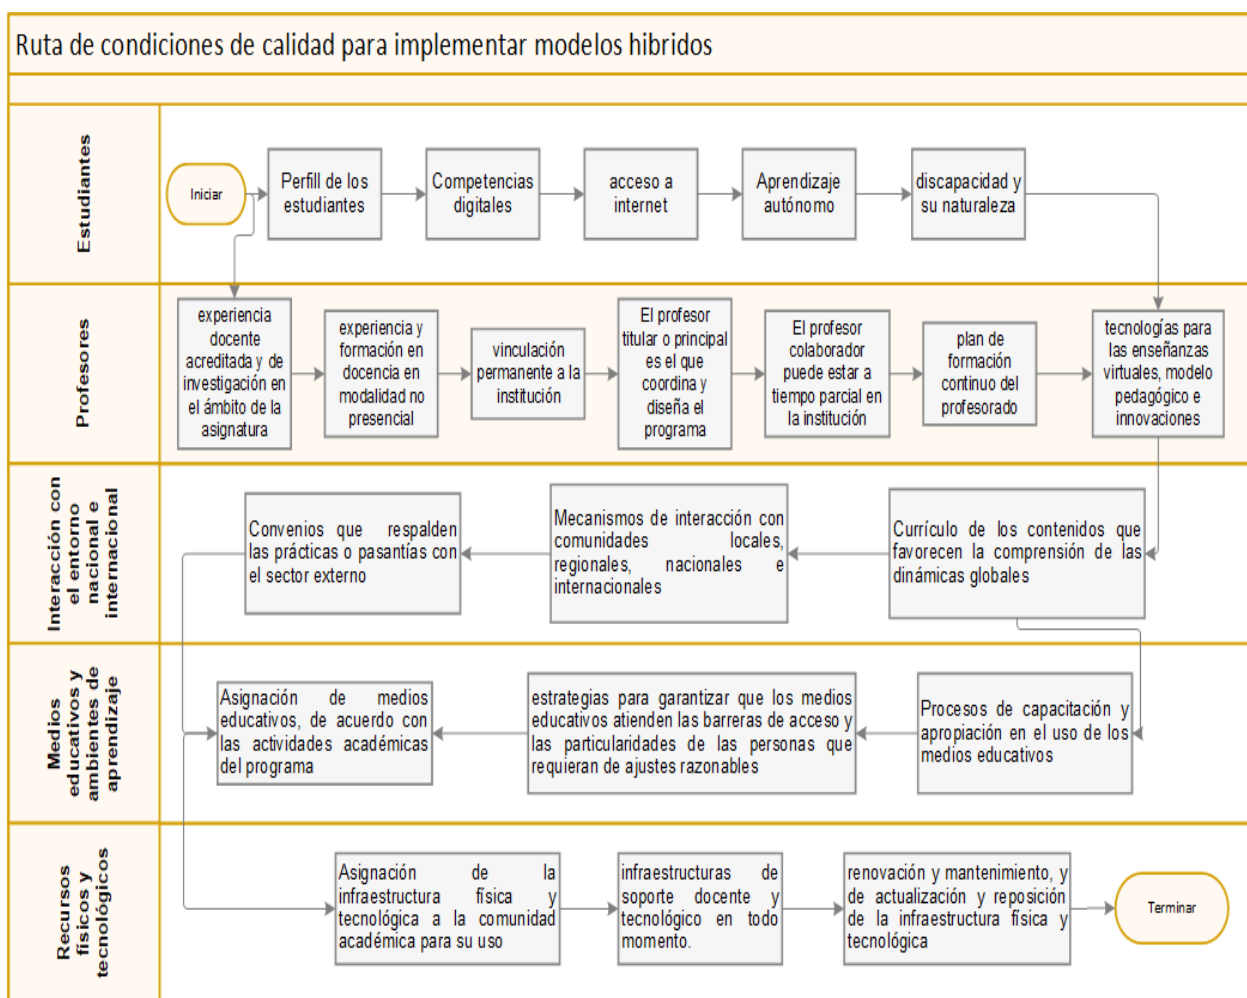 Ruta de condiciones de calidad para implementar modelos hibridos
Estudiantes
Iniciar
Perfill de los
estudiantes
Competencias
digitales
acceso a
internet
Aprendizaje
autónomo
discapacidad y
su naturaleza
Profesores
experiencia
docente
acreditada y de
investigación en
el ámbito de la
asignatura
experiencia y
formación en
docencia en
modalidad no
presencial
vinculación
permanente a la
institución
El profesor
titular o principal
es el que
coordina y
diseña el
programa
El profesor
colaborador
puede estar a
tiempo parcial en
la institución
plan de
formación
continuo del
profesorado
tecnologías para
las enseñanzas
virtuales, modelo
pedagógico e
innovaciones
Interacción con
el entorno
nacional e
internacional
Convenios que respalden
las prácticas o pasantías con
el sector externo
Mecanismos de interacción con
comunidades locales,
regionales, nacionales e
internacionales
Currículo de los contenidos que
favorecen la comprensión de las
dinámicas globales
Medios
educativos y
ambientes de
aprendizaje
Asignación de medios
educativos, de acuerdo con
las actividades académicas
del programa
estrategias para garantizar que los medios
educativos atienden las barreras de acceso y
las particularidades de las personas que
requieran de ajustes razonables
Procesos de capacitación y
apropiación en el uso de los
medios educativos
Recursos
físicos y
tecnológicos
Asignación de la
infraestructura física y
tecnológica a la comunidad
académica para su uso
infraestructuras de
soporte docente y
tecnológico en todo
momento.
renovación y mantenimiento, y
de actualización y reposición
de la infraestructura física y
tecnológica
Terminar